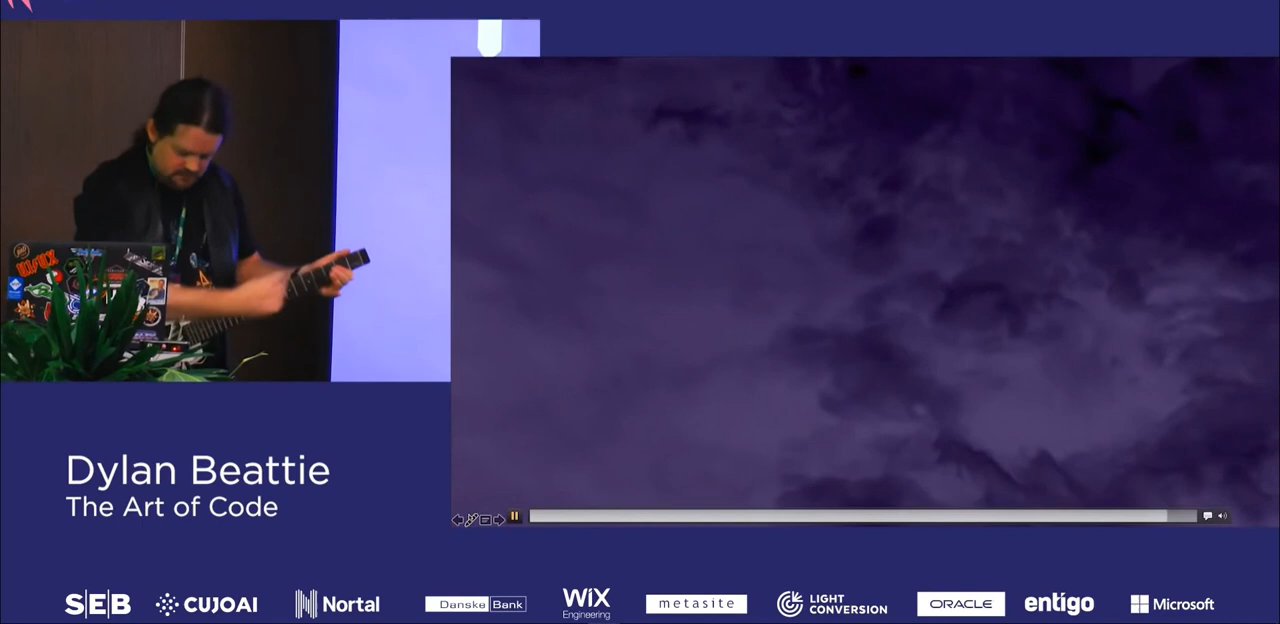 Dylan Beattie
The Art of Code
SEB
CUJOAI
Nortal
Danske Bank
WiX
Engineering
metasite
LIGHT
CONVERSION
ORACLE
entigo
Microsoft